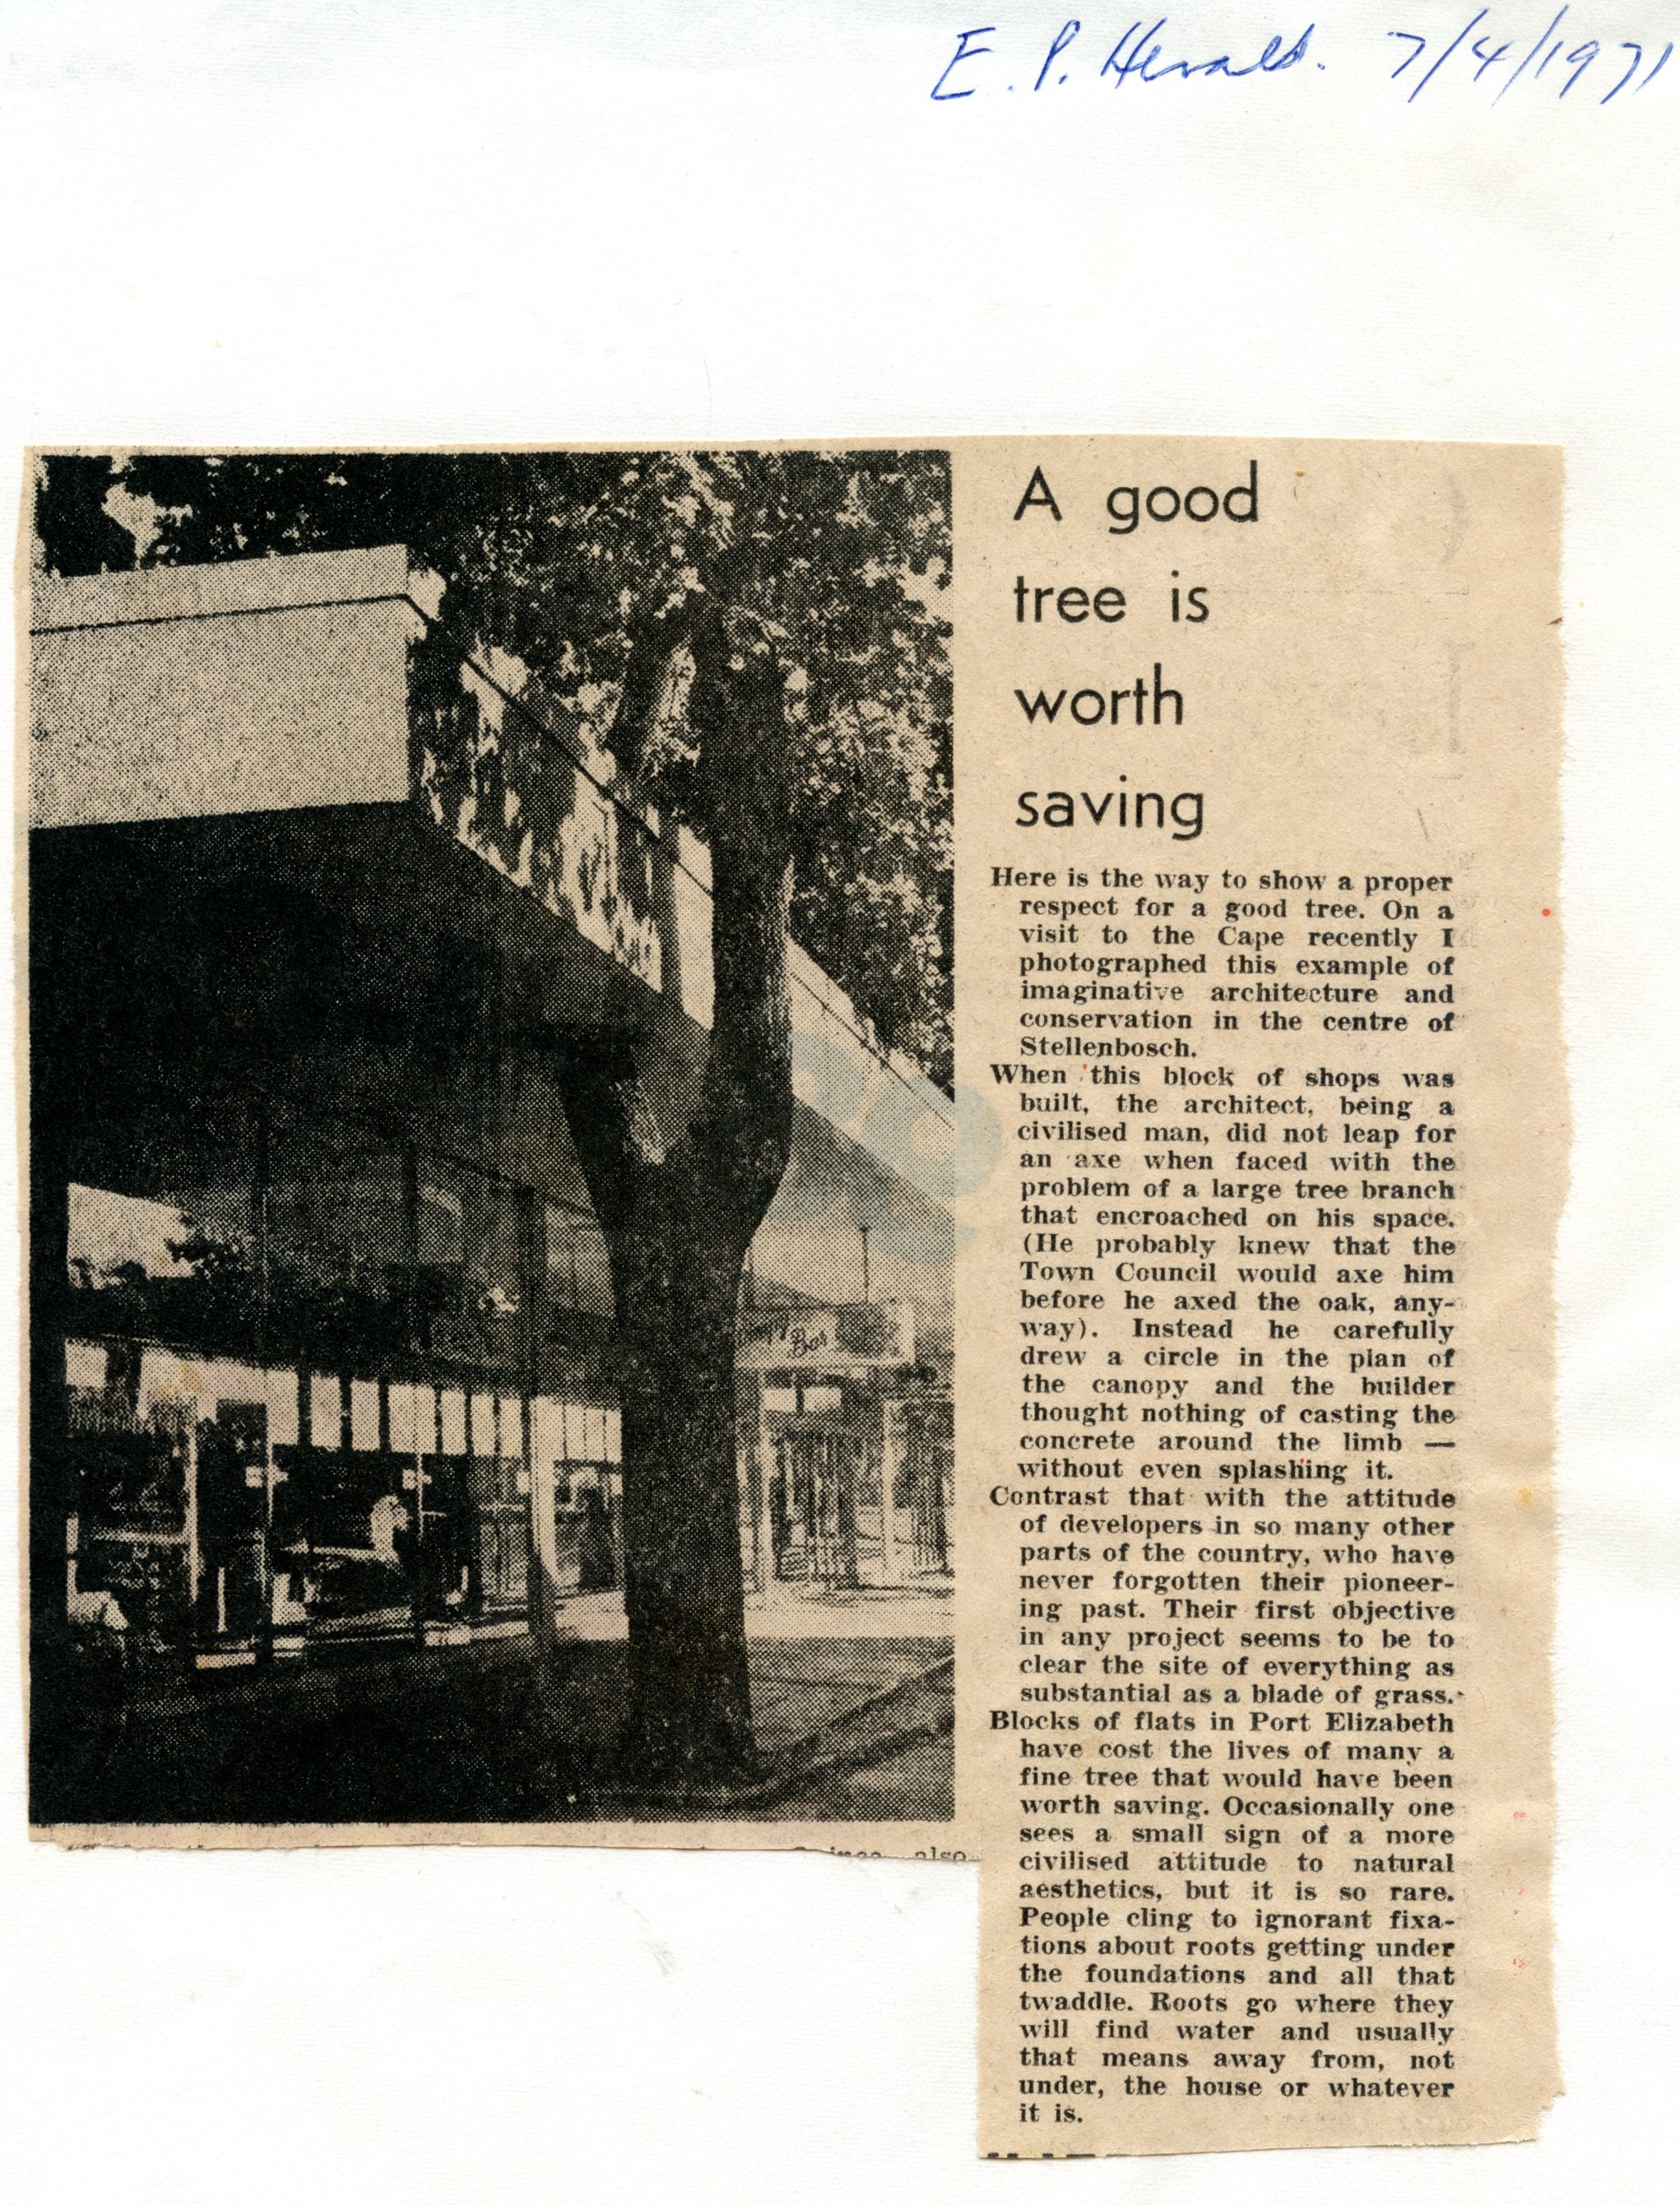 E. P. Herald. 7/4/1971
A good
tree is
worth
saving
Here is the way to show a proper
respect for a good tree. On a
visit to the Cape recently I
photographed this example of
imaginative architecture and
conservation in the centre of
Stellenbosch.
When this block of shops was
built, the architect, being a
civilised man, did not leap for
an axe when faced with the
problem of a large tree branch
that encroached on his space.
(He probably knew that the
Town Council would axe him
before he axed the oak, any-
way). Instead he carefully
drew a circle in the plan of
the canopy and the builder
thought nothing of casting the
concrete around the limb —
without even splashing it.
Contrast that with the attitude
of developers in so many other
parts of the country, who have
never forgotten their pioneer-
ing past. Their first objective
in any project seems to be to
clear the site of everything as
substantial as a blade of grass.
Blocks of flats in Port Elizabeth
have cost the lives of many a
fine tree that would have been
worth saving. Occasionally one
sees a small sign of a more
civilised attitude to natural
aesthetics, but it is so rare.
People cling to ignorant fixa-
tions about roots getting under
the foundations and all that
twaddle. Roots go where they
will find water and usually
that means away from, not
under, the house or whatever
it is.
Bar
also